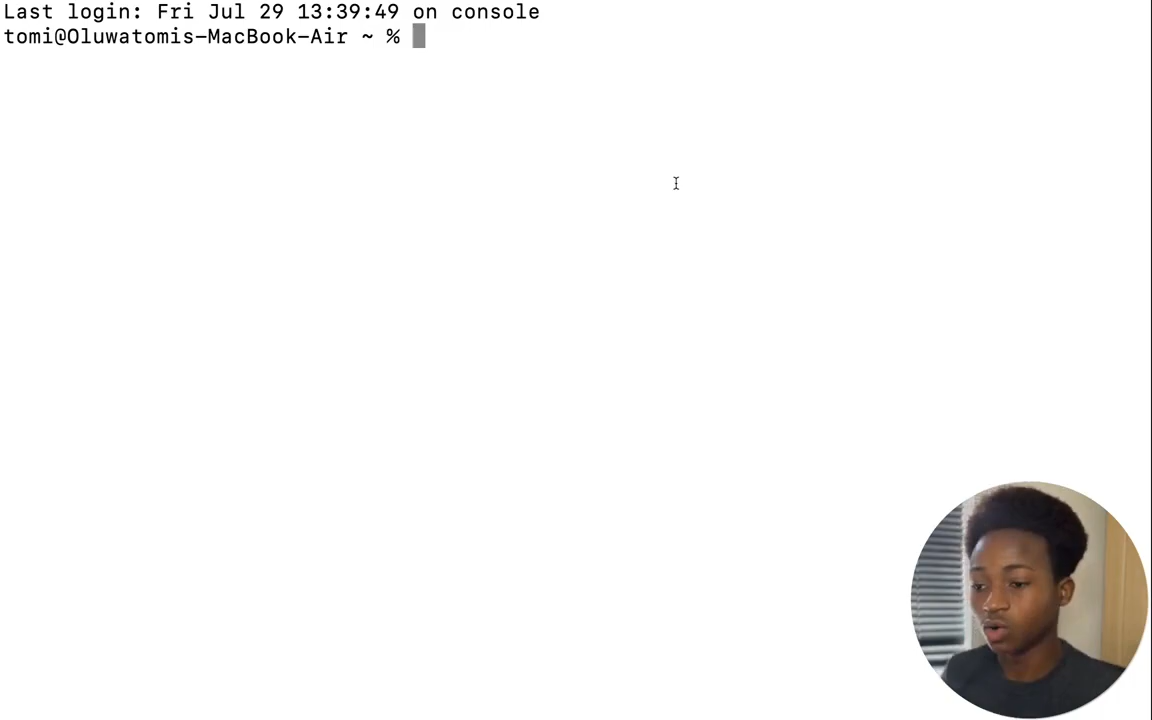 Last login: Fri Jul 29 13:39:49 on console
tomi@Oluwatomis-MacBook-Air ~ %